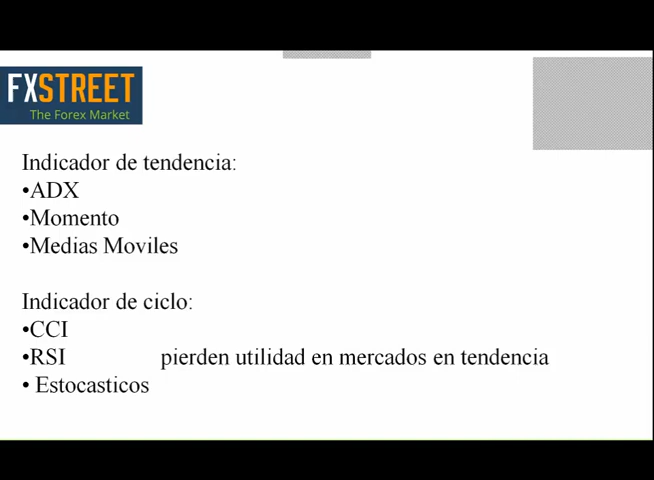 FXSTREET
The Forex Market
Indicador de tendencia:
•ADX
•Momento
•Medias Moviles
Indicador de ciclo:
•CCI
•RSI pierden utilidad en mercados en tendencia
• Estocasticos